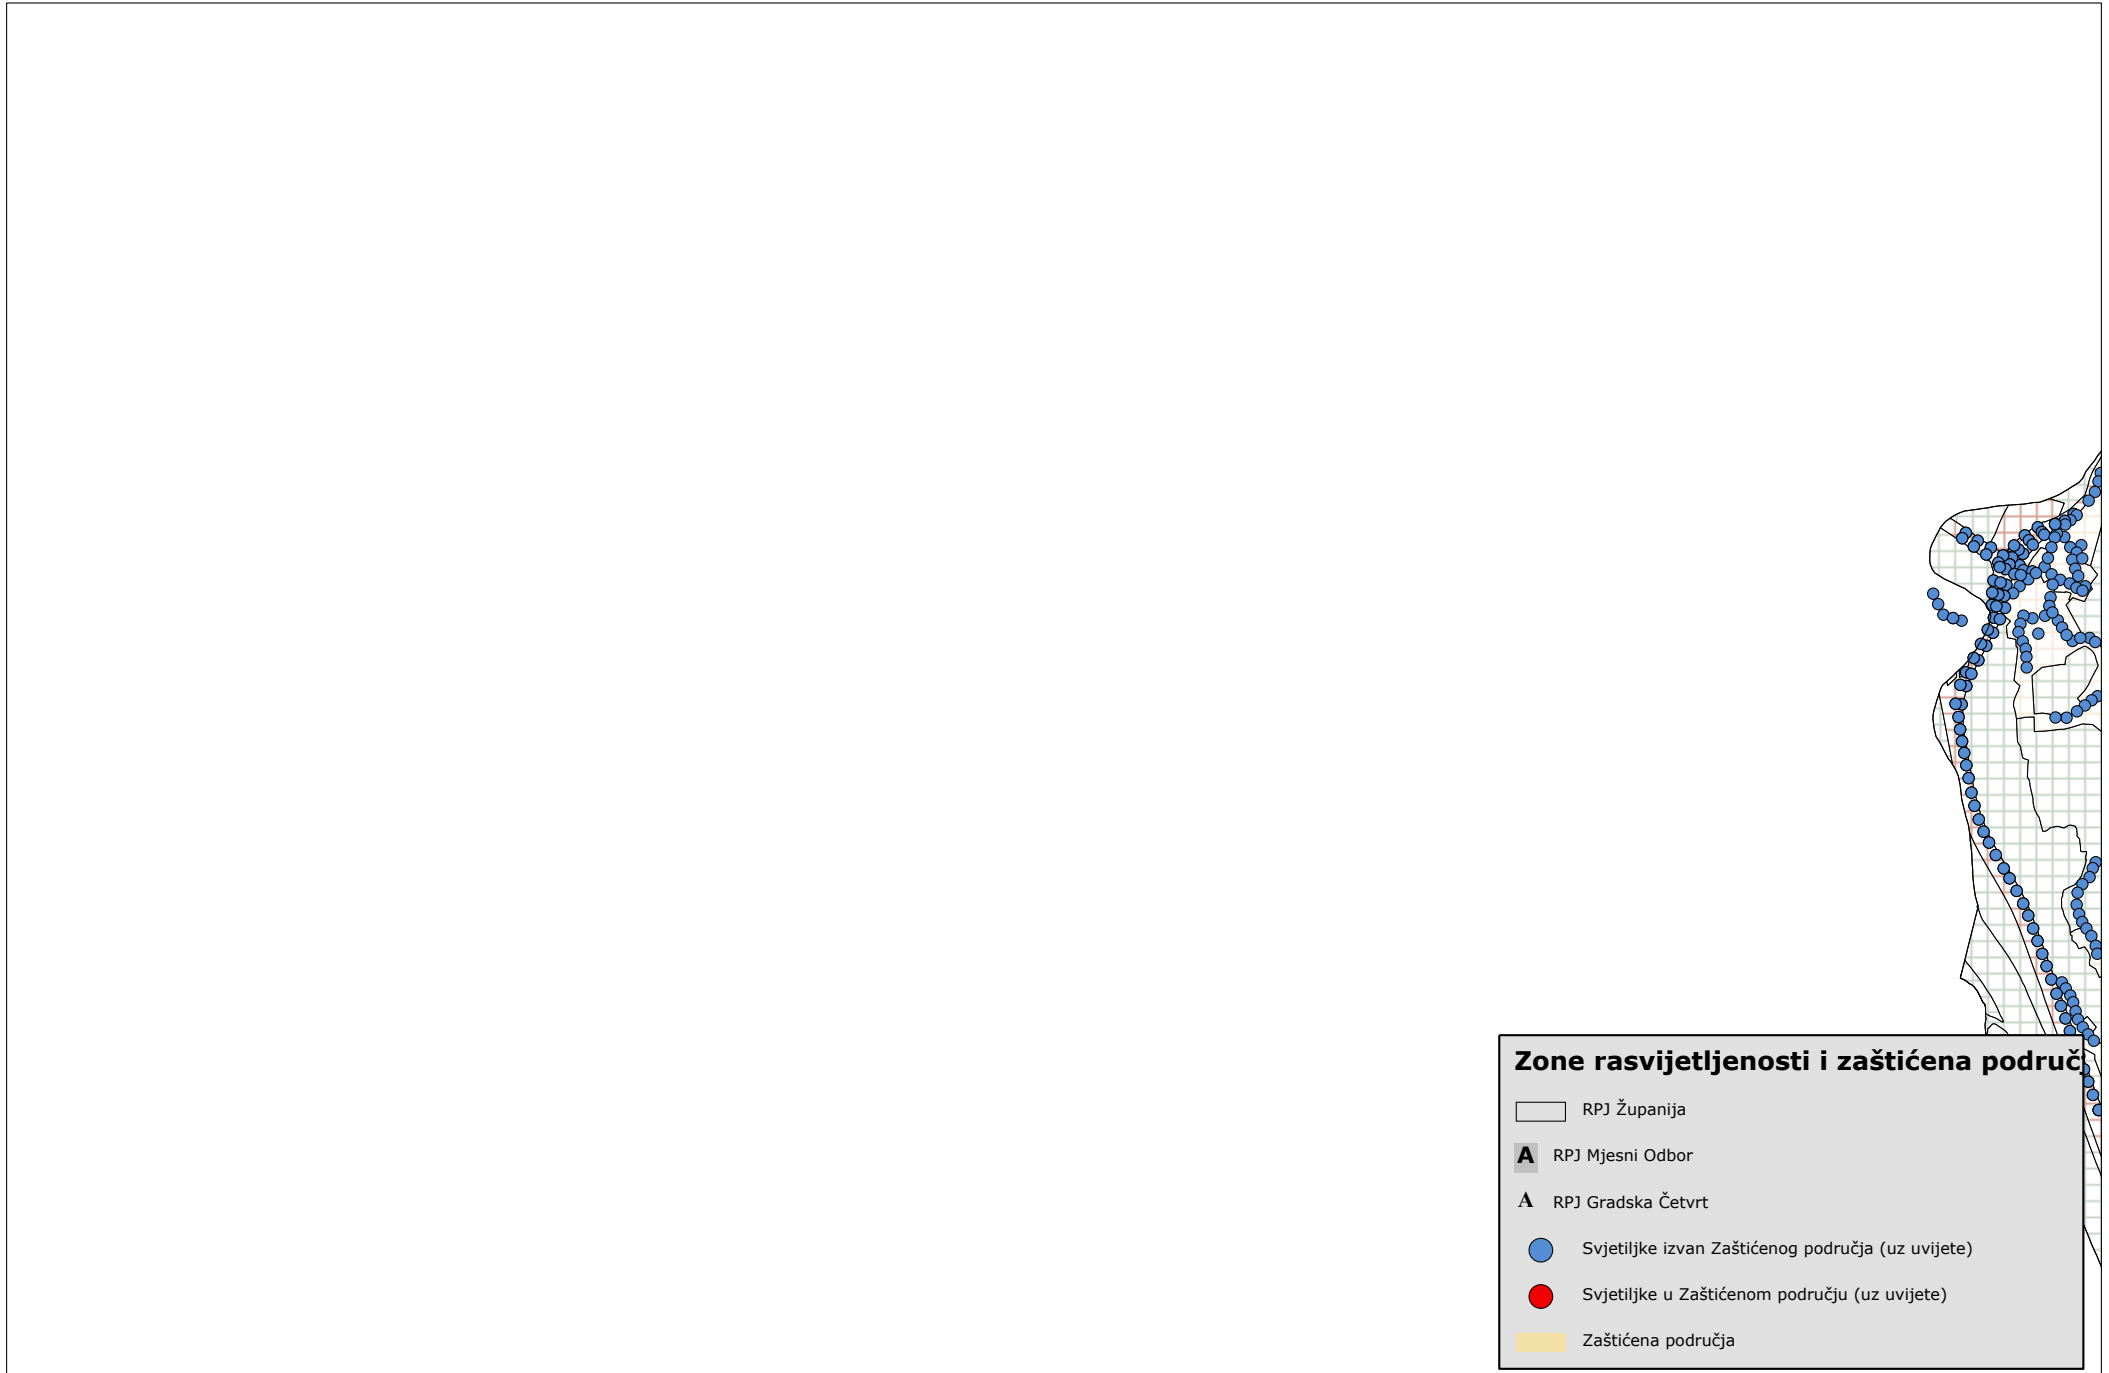 Zone rasvijetljenosti i zaštićena područj
RPJ Županija
A RPJ Mjesni Odbor
A RPJ Gradska Četvrt
Svjetiljke izvan Zaštićenog područja (uz uvijete)
Svjetiljke u Zaštićenom području (uz uvijete)
Zaštićena područja